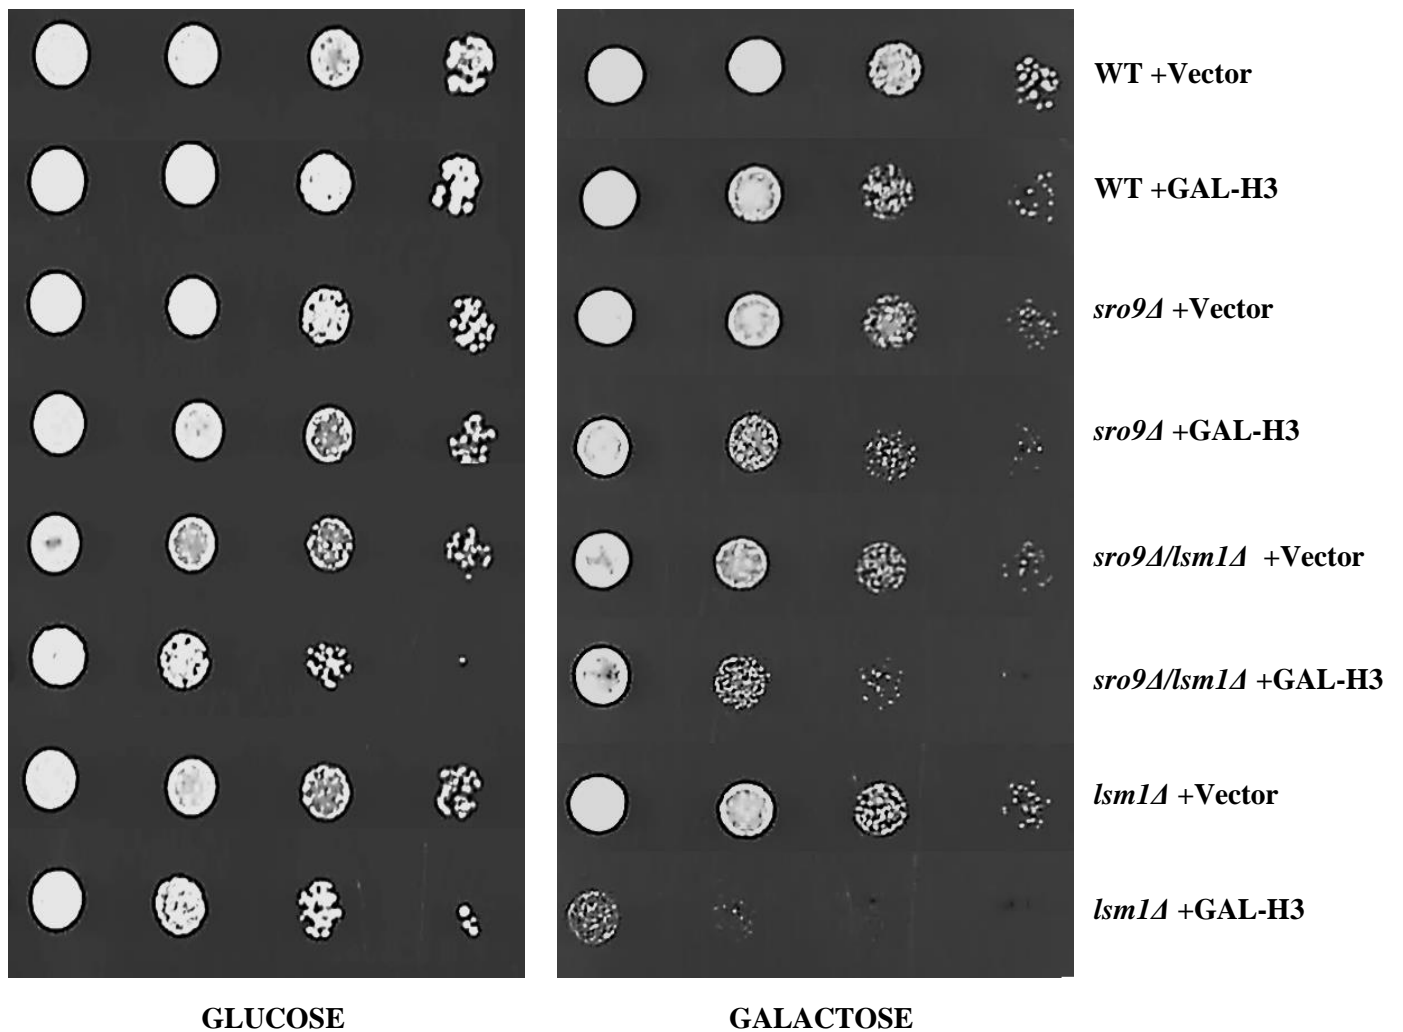 WT +Vector
WT +GAL-H3
sro9Δ +Vector
sro9Δ +GAL-H3
sro9Δ/lsm1Δ +Vector
sro9Δ/lsm1Δ +GAL-H3
lsm1Δ +Vector
lsm1Δ +GAL-H3
GLUCOSE
GALACTOSE